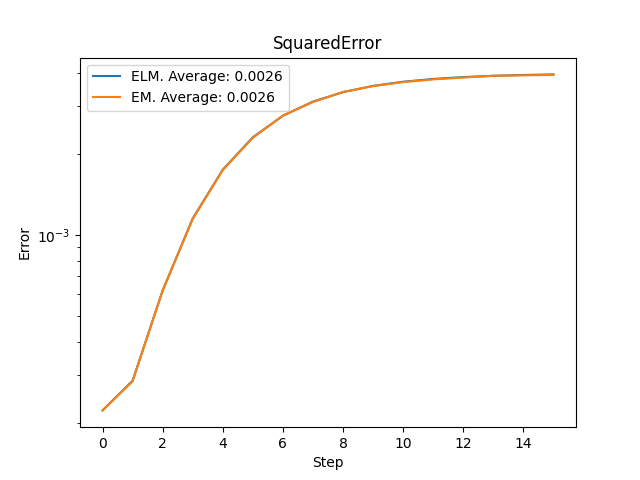 SquaredError
ELM. Average: 0.0026
EM. Average: 0.0026
Error
10⁻³
0 2 4 6 8 10 12 14
Step